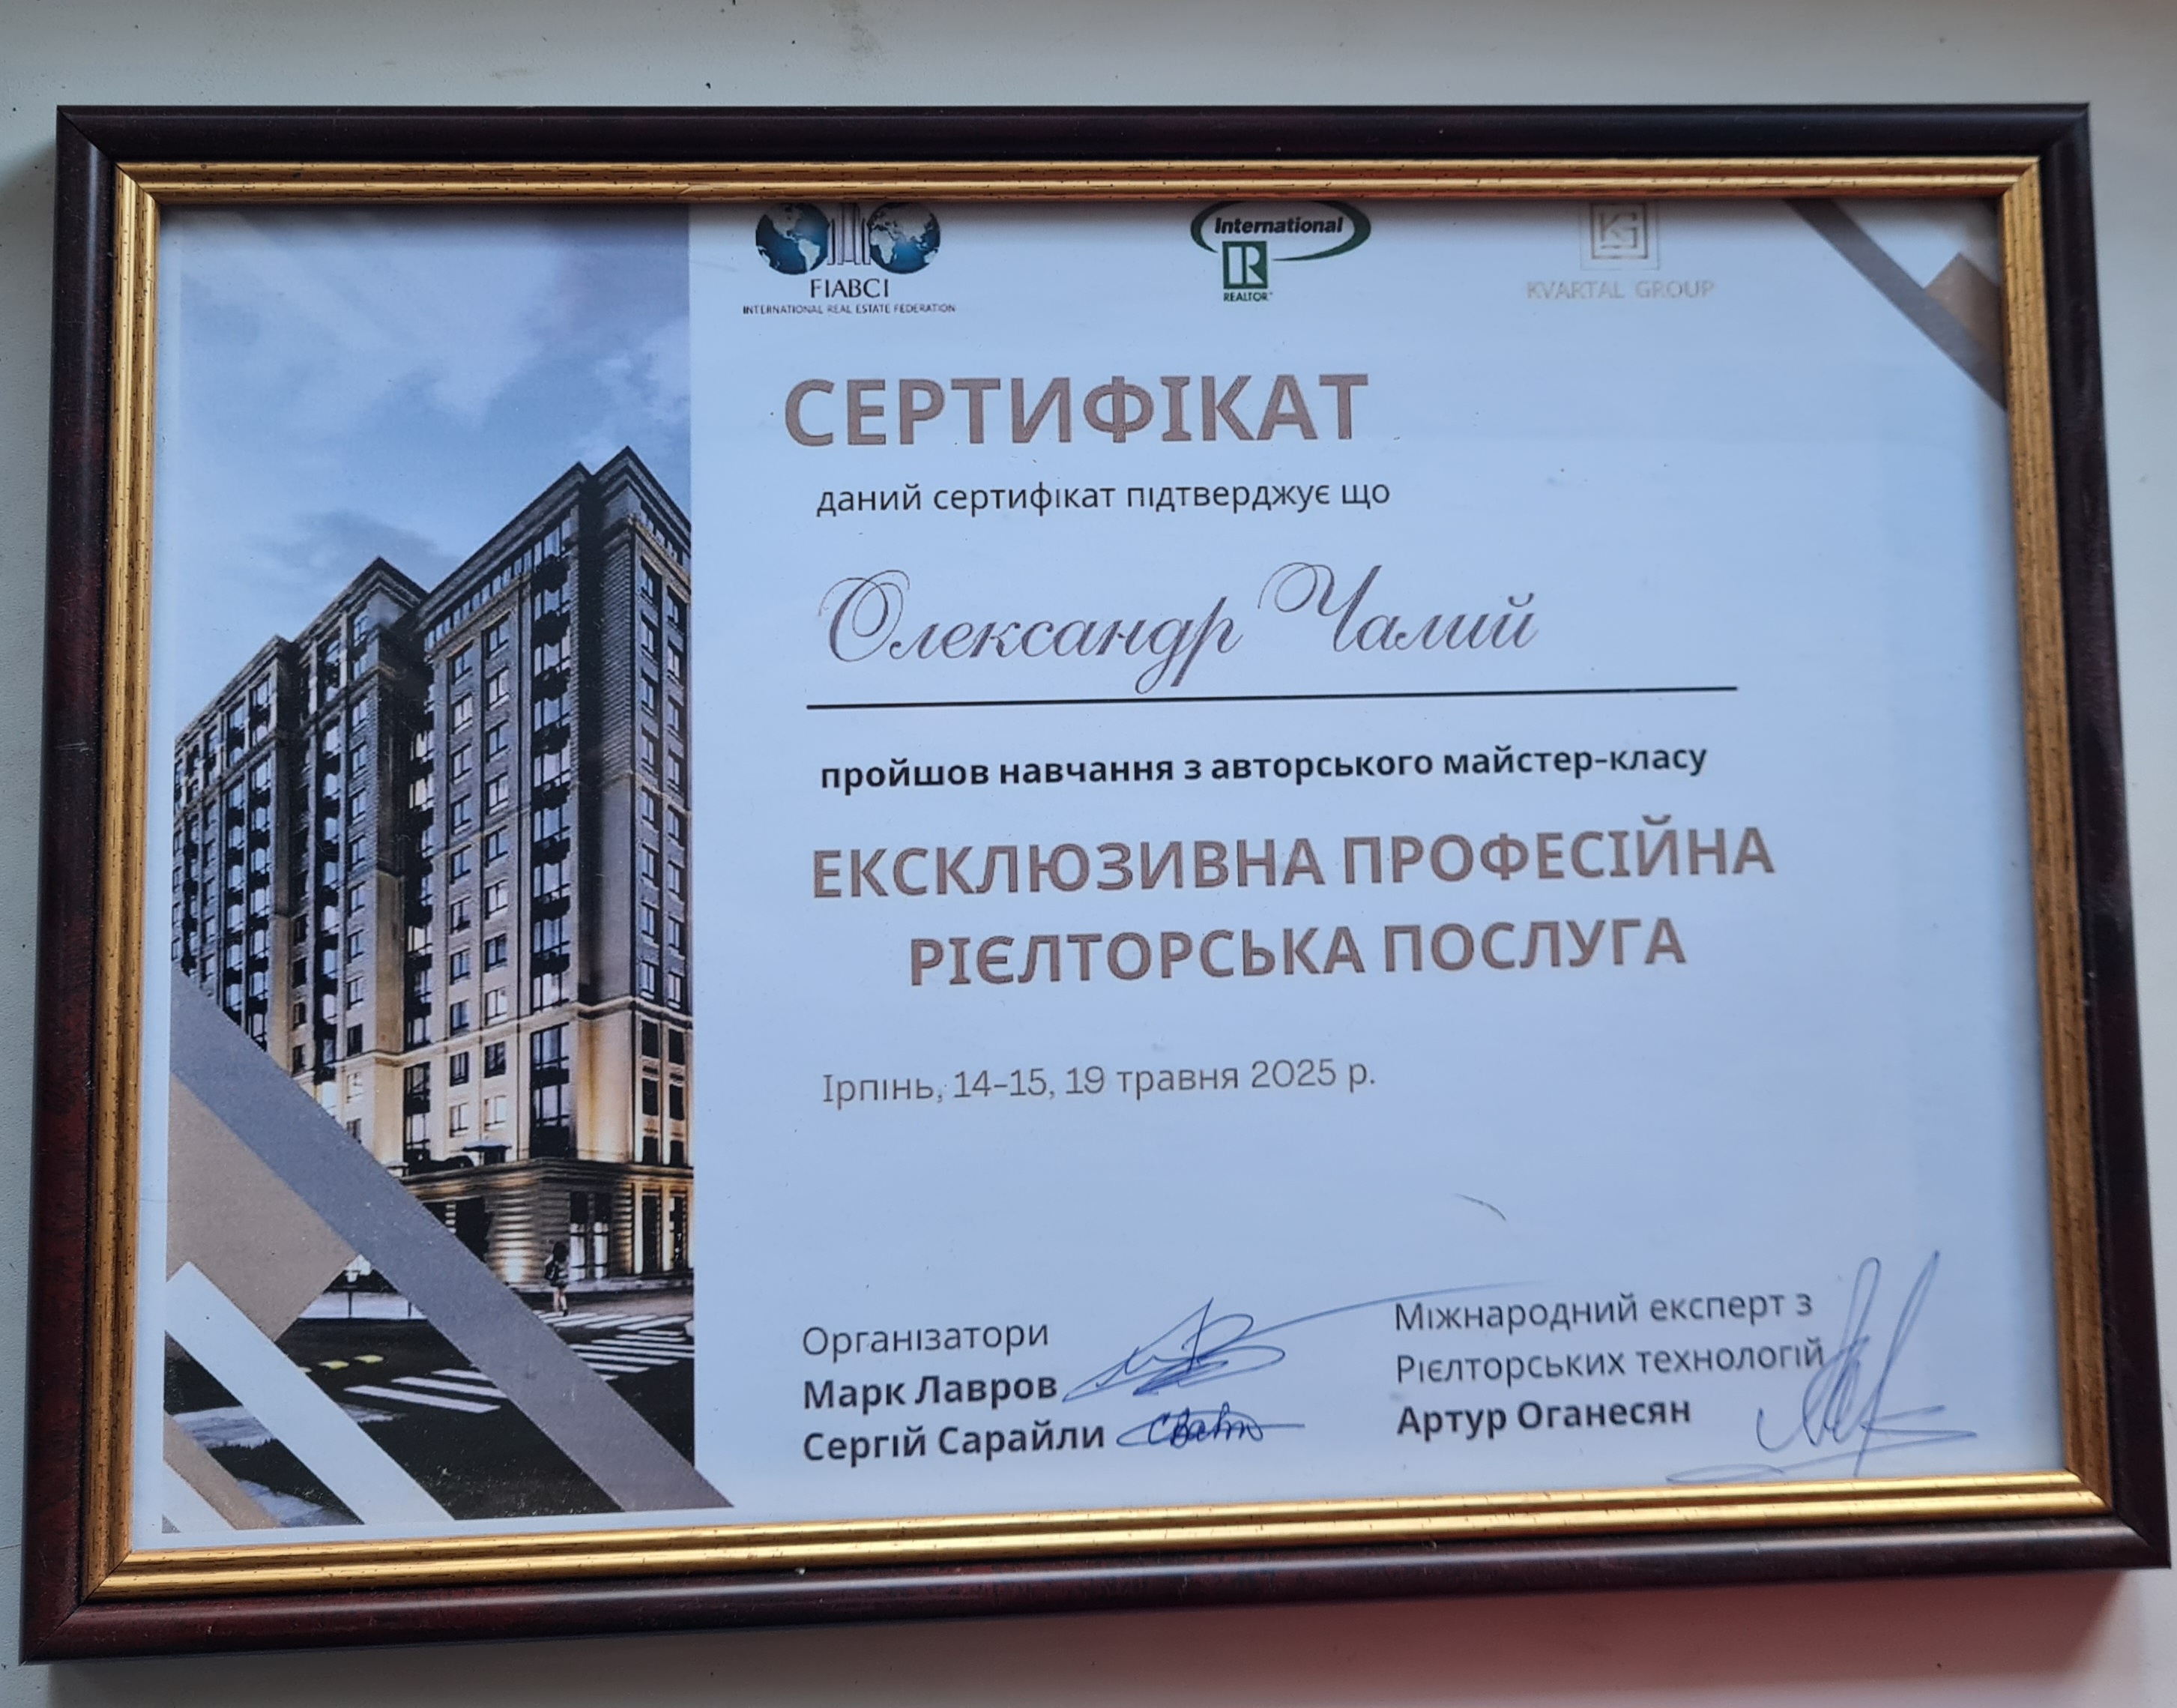 FIABCI
INTERNATIONAL REAL ESTATE FEDERATION
International
R
REALTOR
KG
KVARTAL GROUP
СЕРТИФІКАТ
даний сертифікат підтверджує що
Олександр Чалий
пройшов навчання з авторського майстер-класу
ЕКСКЛЮЗИВНА ПРОФЕСІЙНА
РІЄЛТОРСЬКА ПОСЛУГА
Ірпінь, 14-15, 19 травня 2025 р.
Організатори
Марк Лавров
Сергій Сарайли
Міжнародний експерт з
Рієлторських технологій
Артур Оганесян